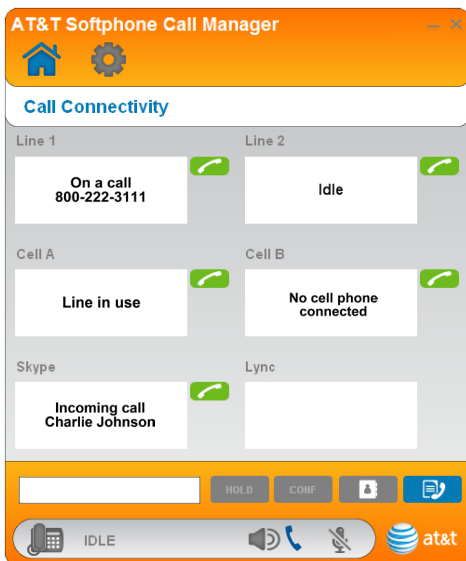 AT&T Softphone Call Manager
Call Connectivity
Line 1
Line 2
On a call
800-222-3111
Idle
Cell A
Cell B
Line in use
No cell phone
connected
Skype
Lync
Incoming call
Charlie Johnson
HOLD
CONF
IDLE
at&t